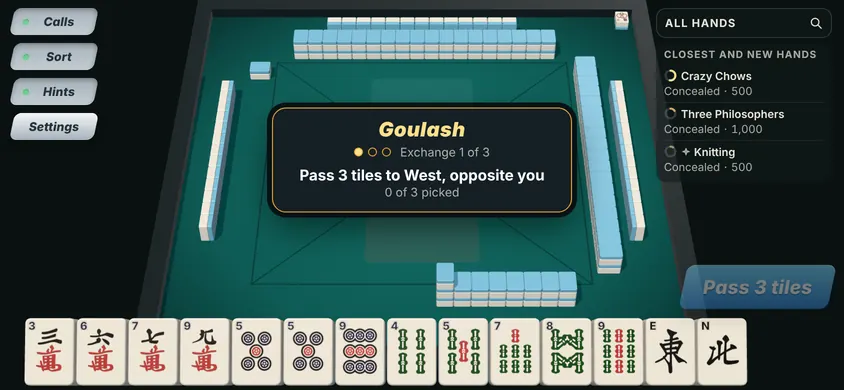 Calls
Sort
Hints
Settings
Goulash
Exchange 1 of 3
Pass 3 tiles to West, opposite you
0 of 3 picked
ALL HANDS
CLOSEST AND NEW HANDS
Crazy Chows
Concealed · 500
Three Philosophers
Concealed · 1,000
Knitting
Concealed · 500
Pass 3 tiles
3 6 7 9 5 5 9 4 5 7 8 9 E N
三 六 七 九 東 北
萬 萬 萬 萬